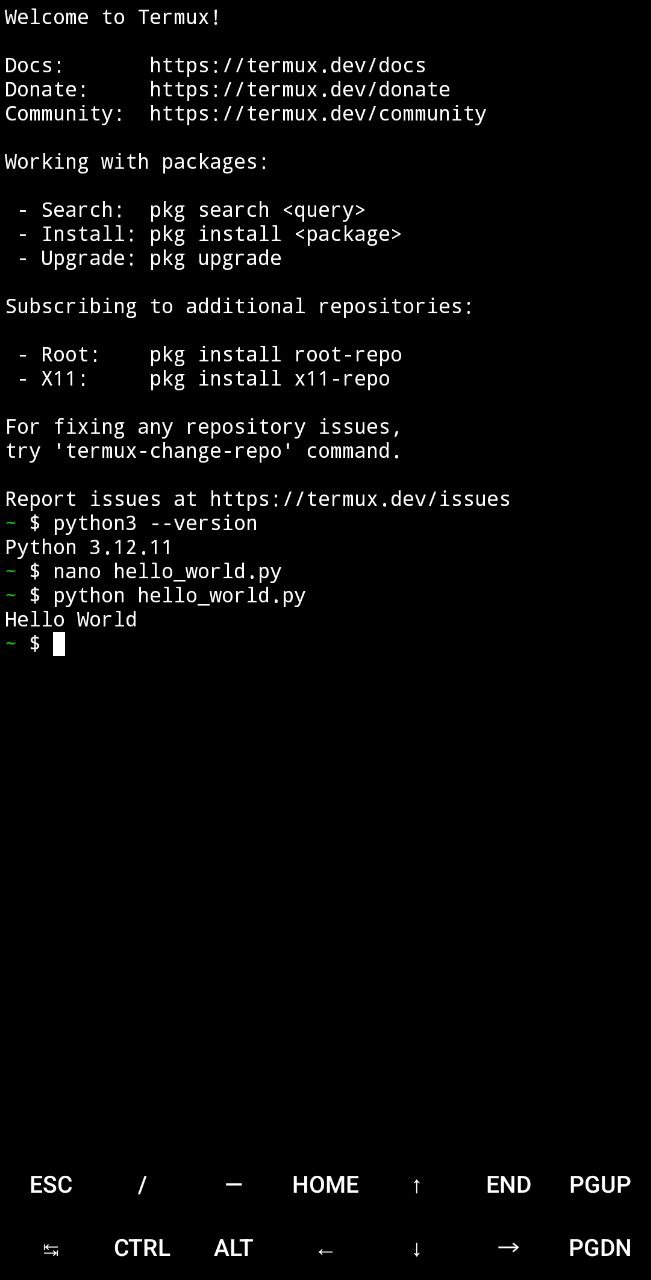 Welcome to Termux!
Docs:       https://termux.dev/docs
Donate:     https://termux.dev/donate
Community:  https://termux.dev/community
Working with packages:
 - Search:  pkg search <query>
 - Install: pkg install <package>
 - Upgrade: pkg upgrade
Subscribing to additional repositories:
 - Root:    pkg install root-repo
 - X11:     pkg install x11-repo
For fixing any repository issues,
try 'termux-change-repo' command.
Report issues at https://termux.dev/issues
~ $ python3 --version
Python 3.12.11
~ $ nano hello_world.py
~ $ python hello_world.py
Hello World
~ $
ESC / — HOME ↑ END PGUP
↹ CTRL ALT ← ↓ → PGDN